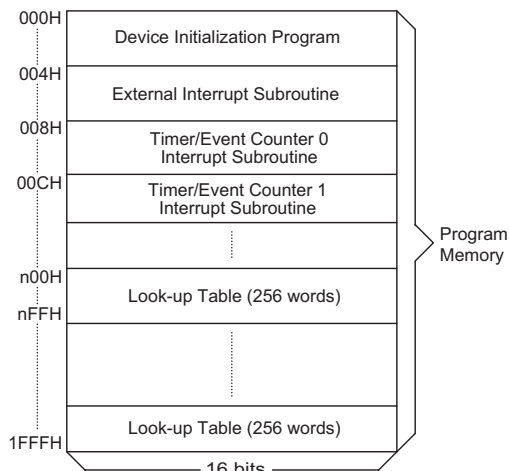 000H
Device Initialization Program
004H
External Interrupt Subroutine
008H
Timer/Event Counter 0
Interrupt Subroutine
00CH
Timer/Event Counter 1
Interrupt Subroutine
Program
Memory
n00H
Look-up Table (256 words)
nFFH
Look-up Table (256 words)
1FFFH
16 bits